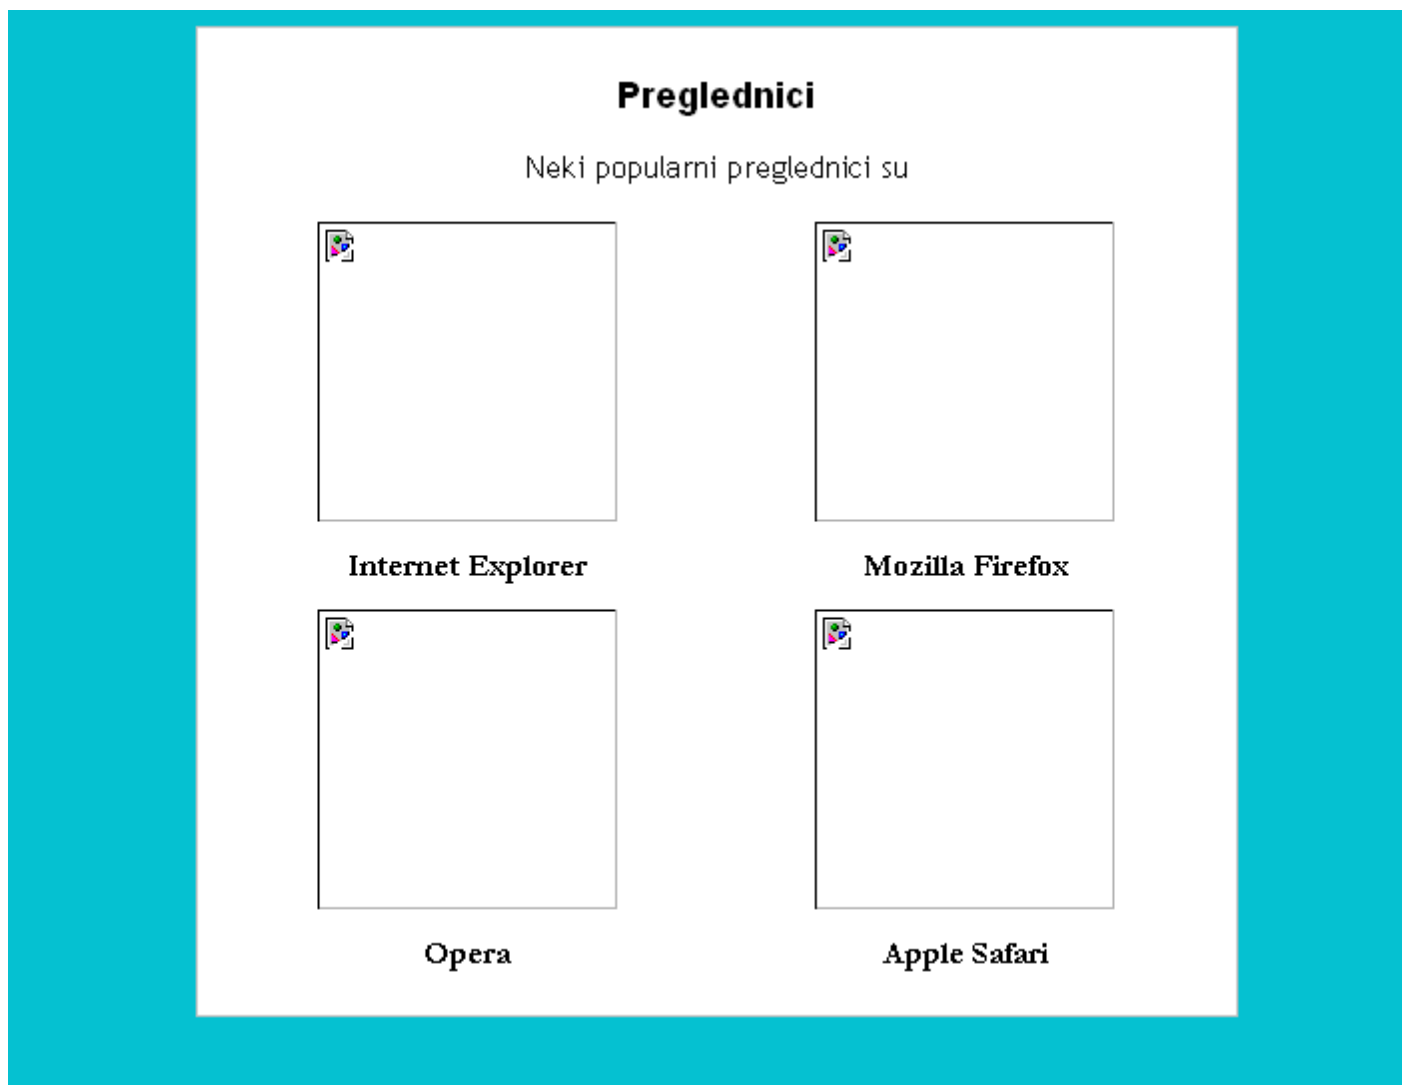 Preglednici
Neki popularni preglednici su
Internet Explorer
Mozilla Firefox
Opera
Apple Safari